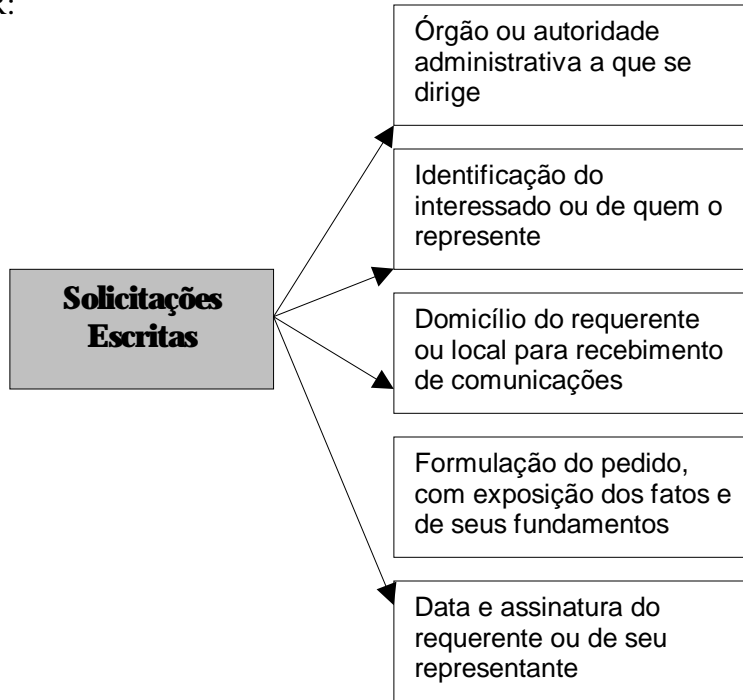 Órgão ou autoridade
administrativa a que se
dirige
Identificação do
interessado ou de quem o
represente
Solicitações
Escritas
Domicílio do requerente
ou local para recebimento
de comunicações
Formulação do pedido,
com exposição dos fatos e
de seus fundamentos
Data e assinatura do
requerente ou de seu
representante